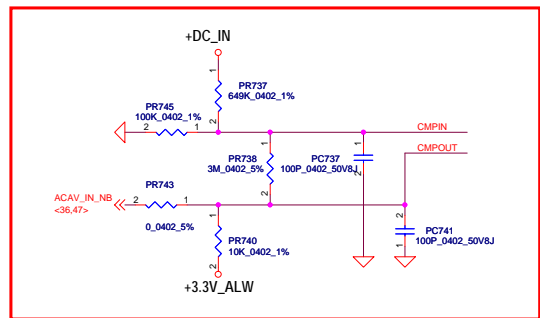 +DC_IN
1
PR737
649K_0402_1%
2
PR745
100K_0402_1%
2
1
CMPIN
1
PR738
3M_0402_5%
2
1
PC737
100P_0402_50V8J
2
CMPOUT
ACAV_IN_NB
<36,47>
PR743
2
1
0_0402_5%
1
PR740
10K_0402_1%
2
2
PC741
100P_0402_50V8J
1
+3.3V_ALW